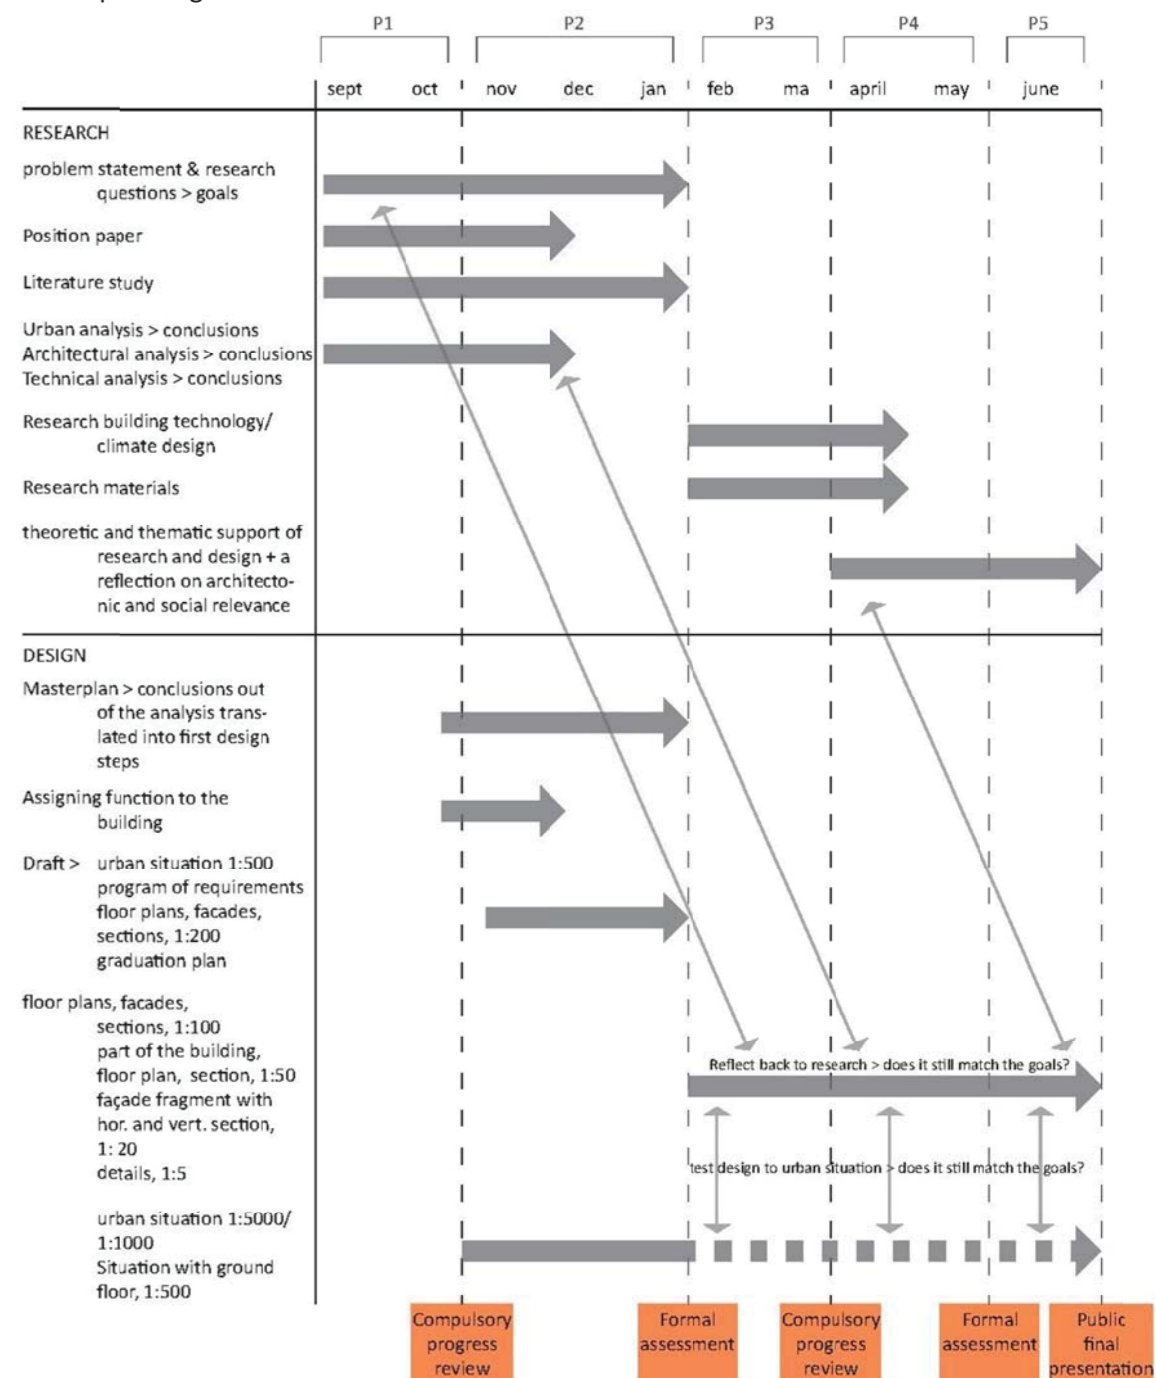 P1 P2 P3 P4 P5
sept oct nov dec jan feb ma april may june
RESEARCH
problem statement & research
questions > goals
Position paper
Literature study
Urban analysis > conclusions
Architectural analysis > conclusions
Technical analysis > conclusions
Research building technology/
climate design
Research materials
theoretic and thematic support of
research and design + a
reflection on architecto-
nic and social relevance
DESIGN
Masterplan > conclusions out
of the analysis trans-
lated into first design
steps
Assigning function to the
building
Draft > urban situation 1:500
program of requirements
floor plans, facades,
sections, 1:200
graduation plan
floor plans, facades,
sections, 1:100
part of the building,
floor plan, section, 1:50
façade fragment with
hor. and vert. section,
1: 20
details, 1:5
Reflect back to research > does it still match the goals?
test design to urban situation > does it still match the goals?
urban situation 1:5000/
1:1000
Situation with ground
floor, 1:500
Compulsory
progress
review
Formal
assessment
Compulsory
progress
review
Formal
assessment
Public
final
presentation